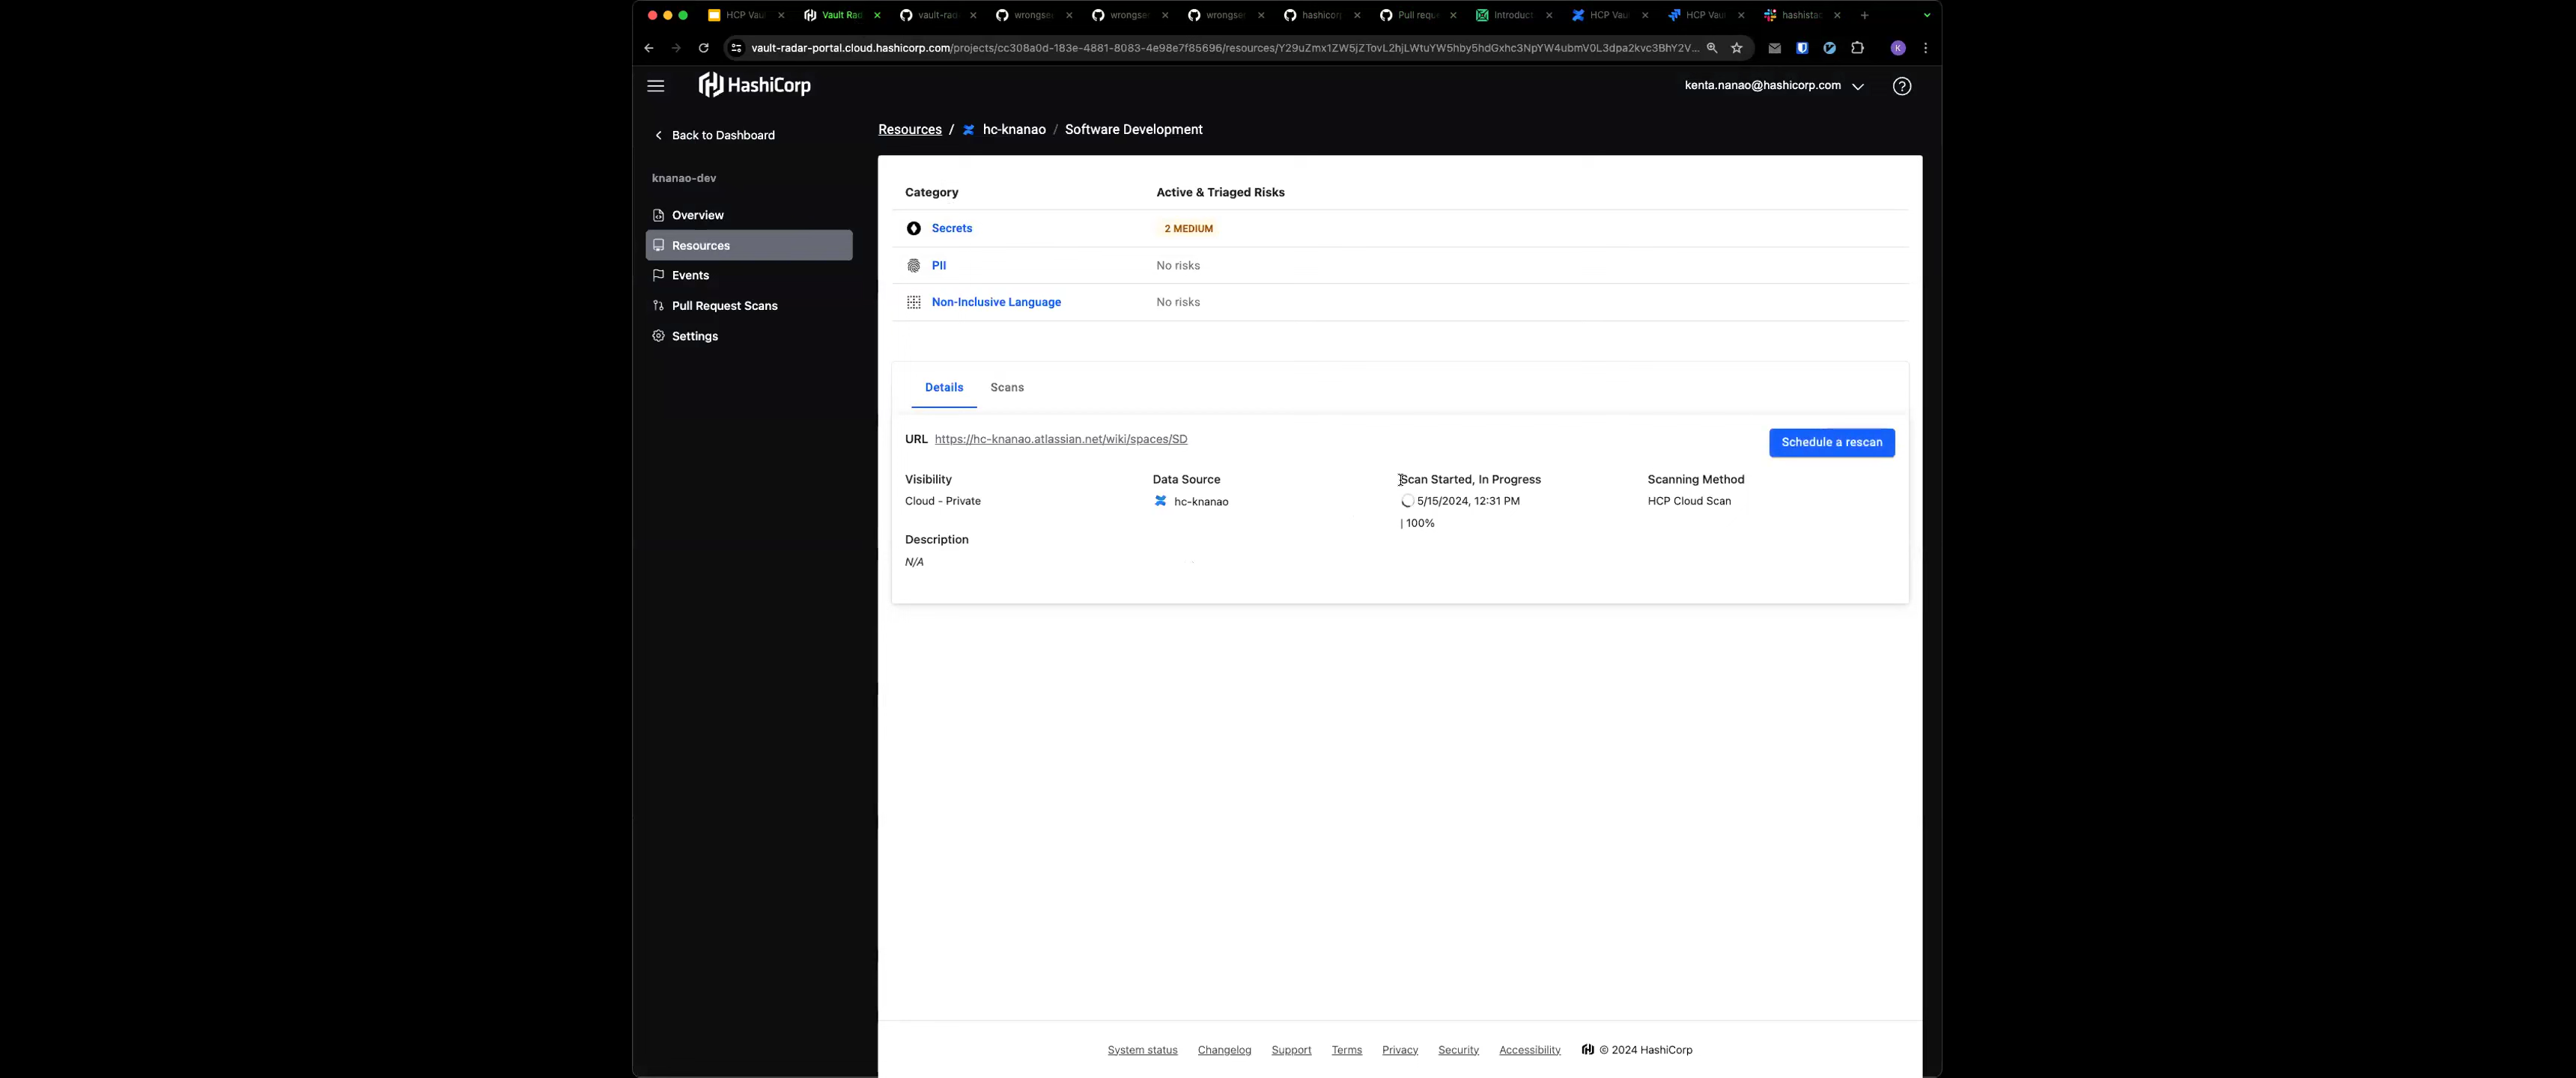 HCP Vau
Vault Rad
vault-rad
wrongse
wrongse
wrongse
hashicor
Pull requ
Introduct
HCP Vau
HCP Vau
hashistac
vault-radar-portal.cloud.hashicorp.com/projects/cc308a0d-183e-4881-8083-4e98e7f85696/resources/Y29uZmx1ZW5jZTovL2hjLWtuYW5hby5hdGxhc3NpYW4ubmV0L3dpa2kvc3BhY2V...
K
HashiCorp
kenta.nanao@hashicorp.com
Back to Dashboard
knanao-dev
Overview
Resources
Events
Pull Request Scans
Settings
Resources / hc-knanao / Software Development
Category Active & Triaged Risks
Secrets 2 MEDIUM
PII No risks
Non-Inclusive Language No risks
Details Scans
URL https://hc-knanao.atlassian.net/wiki/spaces/SD
Schedule a rescan
Visibility Data Source Scan Started, In Progress Scanning Method
Cloud - Private hc-knanao 5/15/2024, 12:31 PM HCP Cloud Scan
| 100%
Description
N/A
System status Changelog Support Terms Privacy Security Accessibility © 2024 HashiCorp